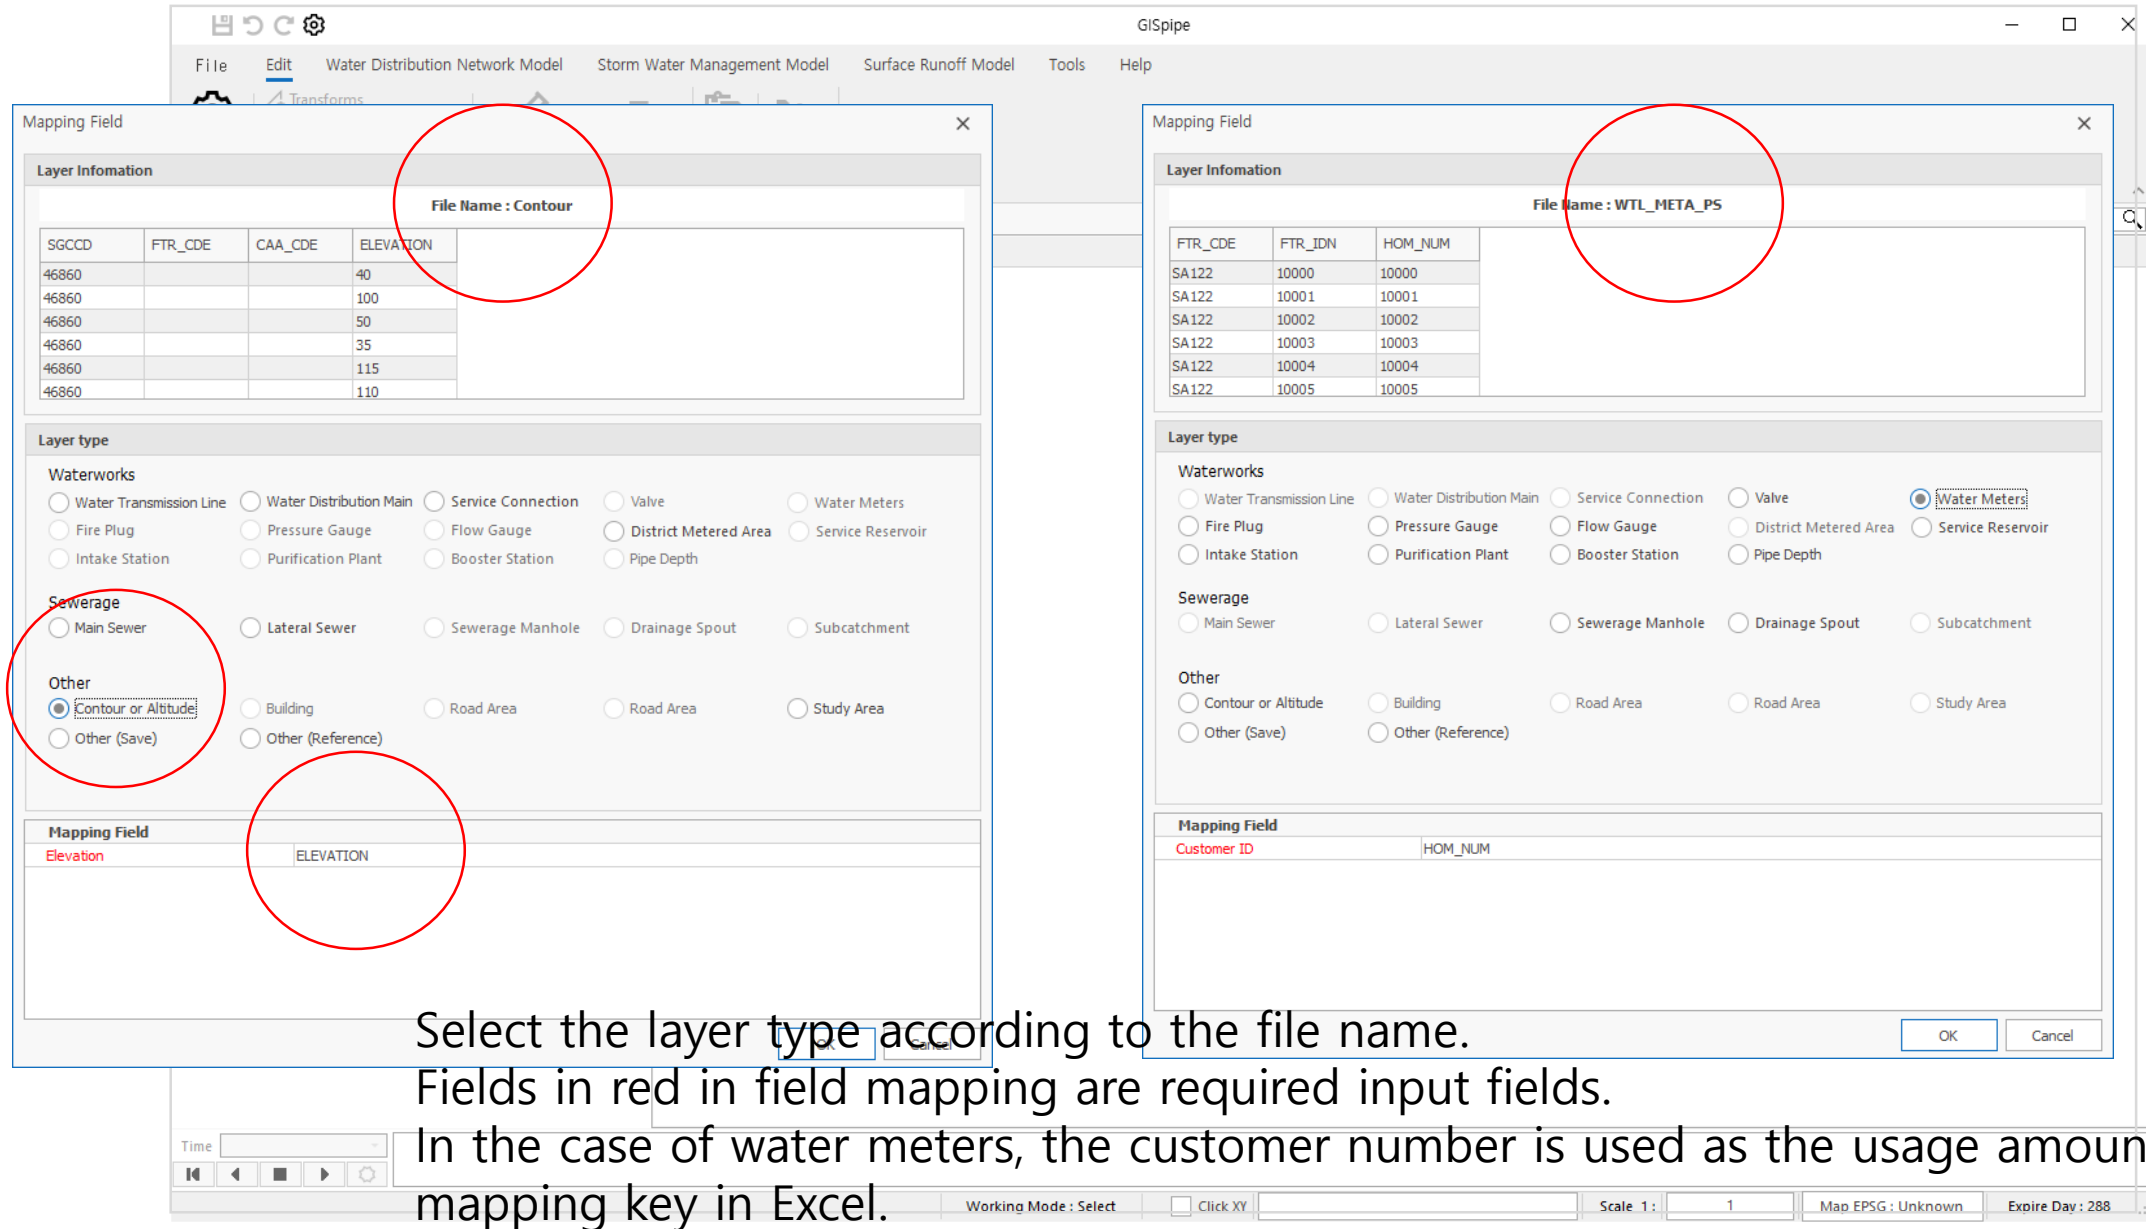 GISpipe
File Edit Water Distribution Network Model Storm Water Management Model Surface Runoff Model Tools Help
Transforms
Mapping Field
Layer Infomation
File Name : Contour
SGCCD FTR_CDE CAA_CDE ELEVATION
46860 40
46860 100
46860 50
46860 35
46860 115
46860 110
Layer type
Waterworks
Water Transmission Line Water Distribution Main Service Connection Valve Water Meters
Fire Plug Pressure Gauge Flow Gauge District Metered Area Service Reservoir
Intake Station Purification Plant Booster Station Pipe Depth
Sewerage
Main Sewer Lateral Sewer Sewerage Manhole Drainage Spout Subcatchment
Other
Contour or Altitude Building Road Area Road Area Study Area
Other (Save) Other (Reference)
Mapping Field
Elevation ELEVATION
OK Cancel
Mapping Field
Layer Infomation
File Name : WTL_META_PS
FTR_CDE FTR_IDN HOM_NUM
SA122 10000 10000
SA122 10001 10001
SA122 10002 10002
SA122 10003 10003
SA122 10004 10004
SA122 10005 10005
Layer type
Waterworks
Water Transmission Line Water Distribution Main Service Connection Valve Water Meters
Fire Plug Pressure Gauge Flow Gauge District Metered Area Service Reservoir
Intake Station Purification Plant Booster Station Pipe Depth
Sewerage
Main Sewer Lateral Sewer Sewerage Manhole Drainage Spout Subcatchment
Other
Contour or Altitude Building Road Area Road Area Study Area
Other (Save) Other (Reference)
Mapping Field
Customer ID HOM_NUM
OK Cancel
Select the layer type according to the file name.
Fields in red in field mapping are required input fields.
In the case of water meters, the customer number is used as the usage amoun
mapping key in Excel.
Time
Working Mode : Select Click XY Scale 1 : 1 Map EPSG : Unknown Expire Day : 288